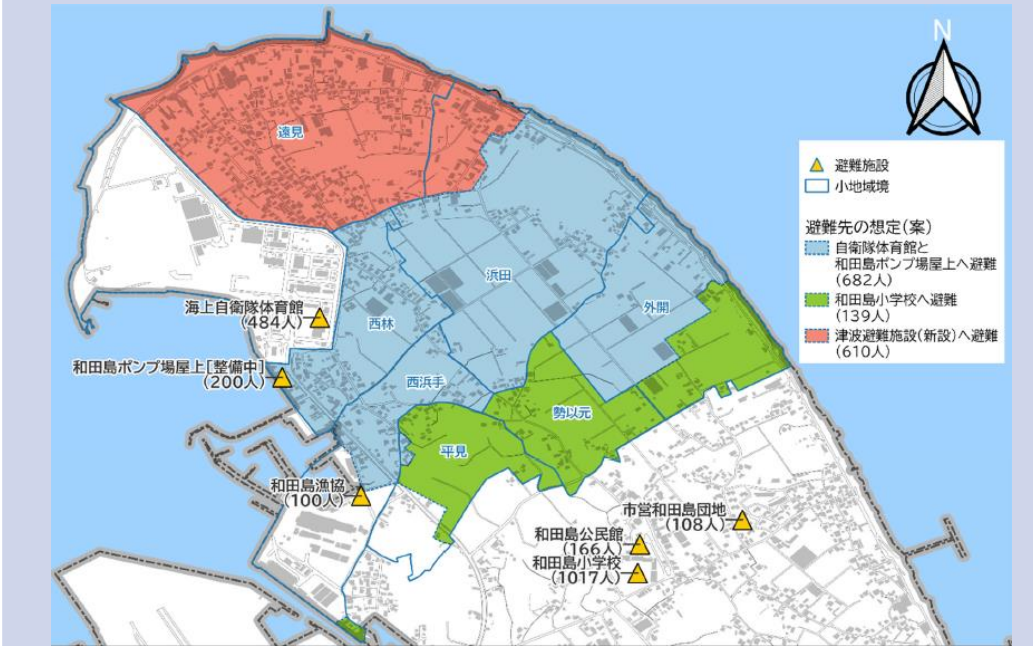 N
避難施設
小地域境
避難先の想定(案)
自衛隊体育館と
和田島ポンプ場屋上へ避難
(682人)
和田島小学校へ避難
(139人)
津波避難施設(新設)へ避難
(610人)
遠見
浜田
外開
西林
海上自衛隊体育館
(484人)
和田島ポンプ場屋上[整備中]
(200人)
西浜手
勢以元
平見
和田島漁協
(100人)
市営和田島団地
(108人)
和田島公民館
(166人)
和田島小学校
(1017人)